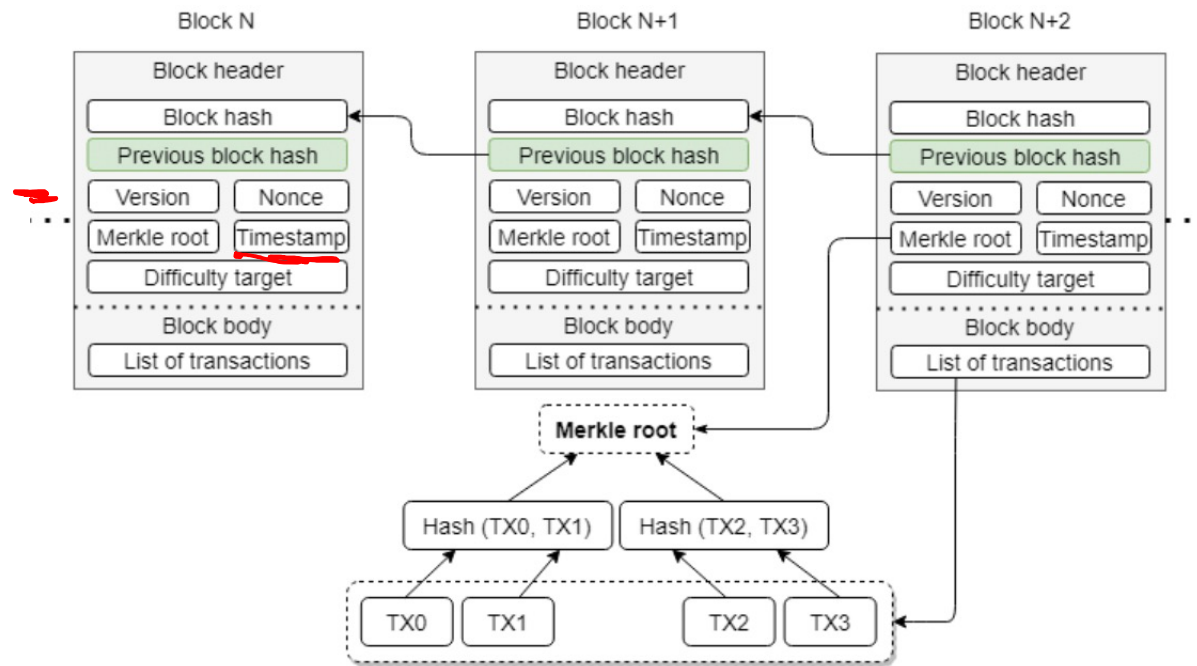 Block N
Block N+1
Block N+2
Block header
Block hash
Previous block hash
Version
Nonce
Merkle root
Timestamp
Difficulty target
Block body
List of transactions
Block header
Block hash
Previous block hash
Version
Nonce
Merkle root
Timestamp
Difficulty target
Block body
List of transactions
Block header
Block hash
Previous block hash
Version
Nonce
Merkle root
Timestamp
Difficulty target
Block body
List of transactions
Merkle root
Hash (TX0, TX1)
Hash (TX2, TX3)
TX0
TX1
TX2
TX3